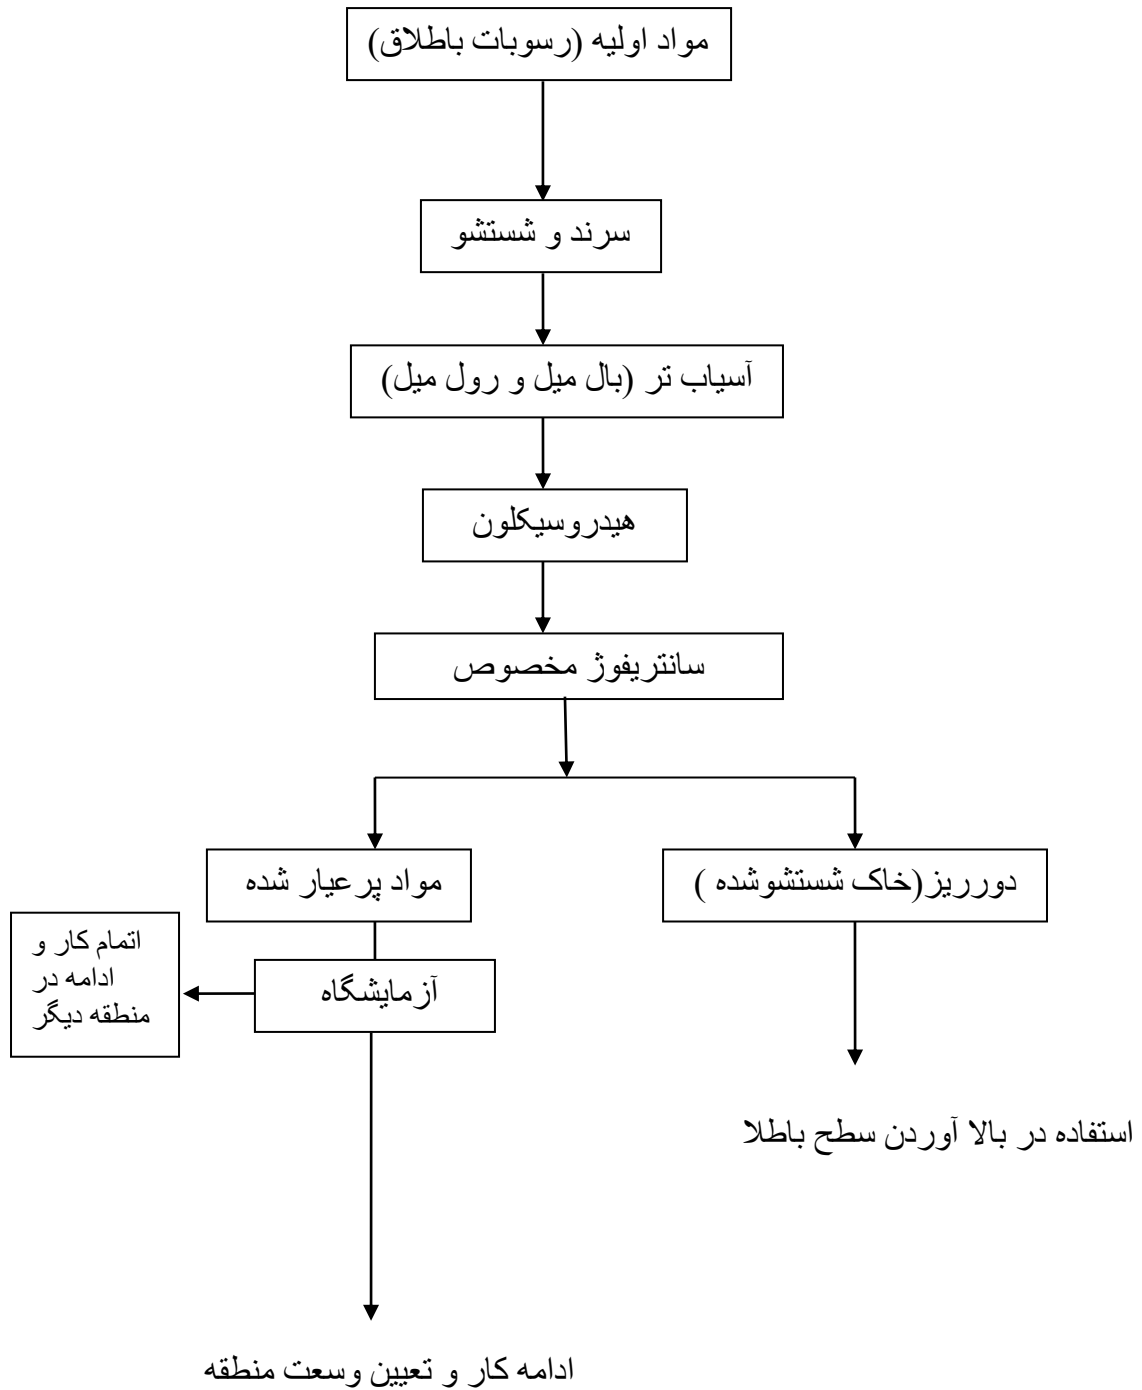 مواد اولیه (رسوبات باطلاق)
سرند و شستشو
آسیاب تر (بال میل و رول میل)
هیدروسیکلون
سانتریفوژ مخصوص
مواد پرعیار شده
دورریز(خاک شستشوشده )
اتمام کار و
ادامه در
منطقه دیگر
آزمایشگاه
استفاده در بالا آوردن سطح باطلا
ادامه کار و تعیین وسعت منطقه